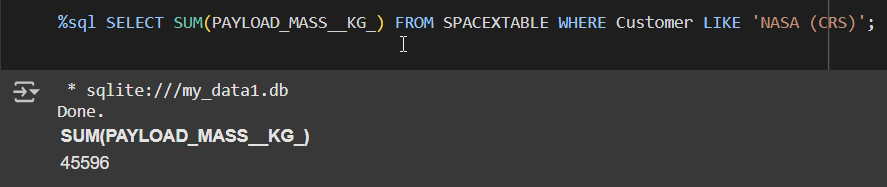 %sql SELECT SUM(PAYLOAD_MASS__KG_) FROM SPACEXTABLE WHERE Customer LIKE 'NASA (CRS)';
* sqlite:///my_data1.db
Done.
SUM(PAYLOAD_MASS__KG_)
45596